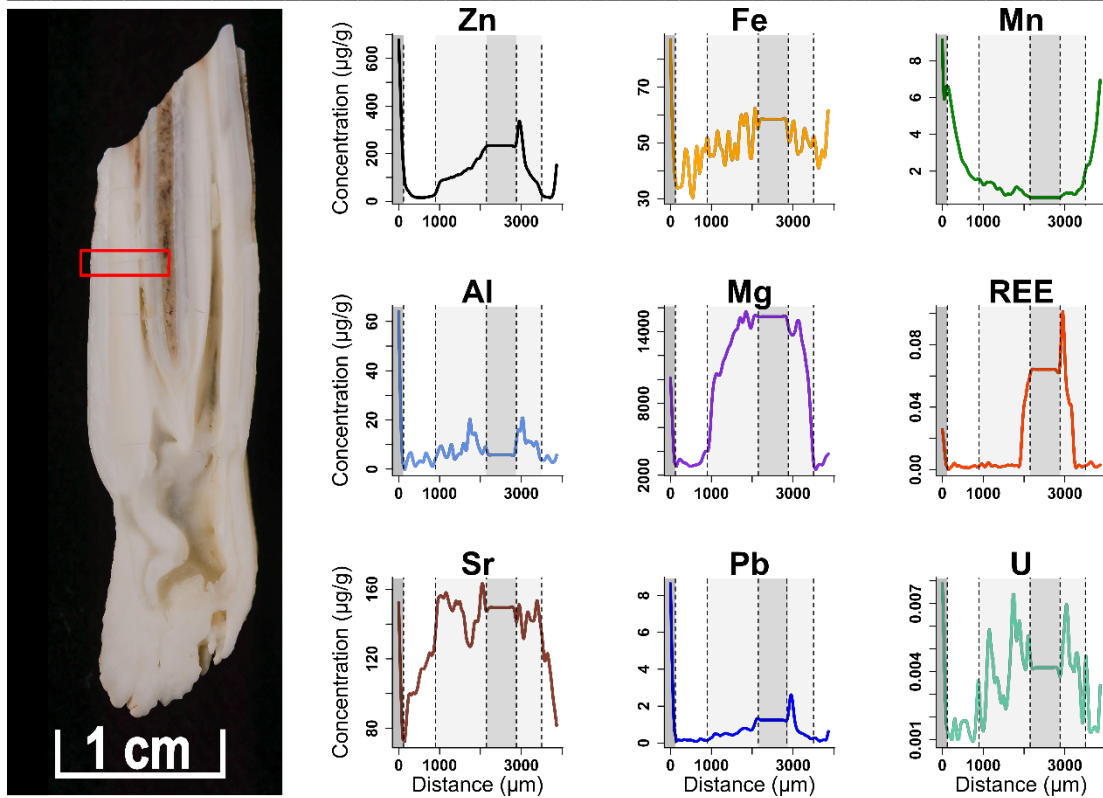 1 cm
Zn
Concentration (µg/g)
0 200 400 600
0 1000 3000
Fe
30 50 70
0 1000 3000
Mn
2 4 6 8
0 1000 3000
Al
Concentration (µg/g)
0 20 40 60
0 1000 3000
Mg
2000 8000 14000
0 1000 3000
REE
0.00 0.04 0.08
0 1000 3000
Sr
Concentration (µg/g)
80 120 160
0 1000 3000
Distance (µm)
Pb
0 2 4 6 8
0 1000 3000
Distance (µm)
U
0.001 0.004 0.007
0 1000 3000
Distance (µm)